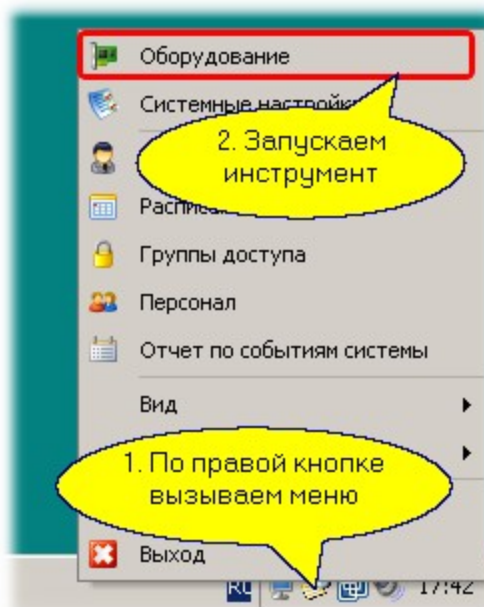 Оборудование
Системные настройки
2. Запускаем
инструмент
Группы доступа
Персонал
Отчет по событиям системы
Вид
1. По правой кнопке
вызываем меню
Выход
RU 17:42